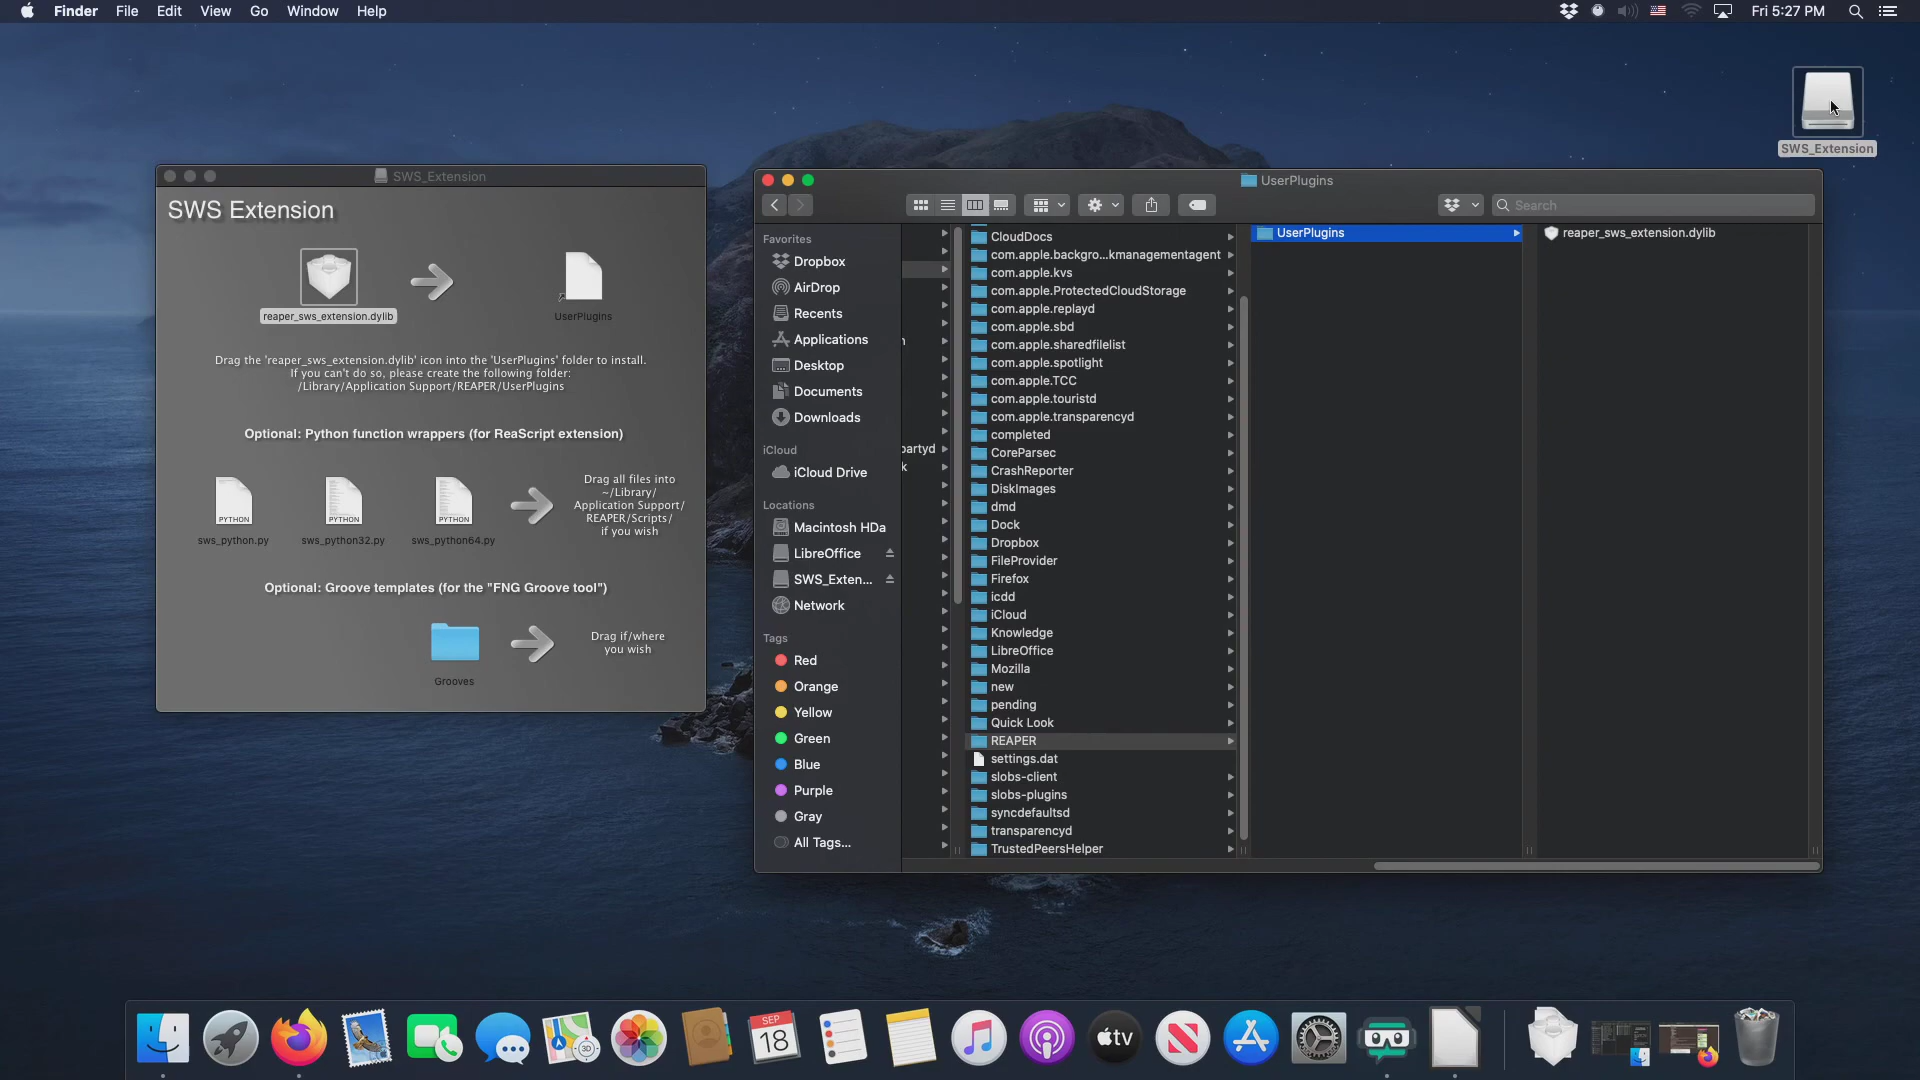 Finder File Edit View Go Window Help
Fri 5:27 PM
SWS_Extension
SWS_Extension
SWS Extension
reaper_sws_extension.dylib
UserPlugins
Drag the 'reaper_sws_extension.dylib' icon into the 'UserPlugins' folder to install.
If you can't do so, please create the following folder:
/Library/Application Support/REAPER/UserPlugins
Optional: Python function wrappers (for ReaScript extension)
PYTHON
PYTHON
PYTHON
sws_python.py
sws_python32.py
sws_python64.py
Drag all files into
~/Library/
Application Support/
REAPER/Scripts/
if you wish
Optional: Groove templates (for the "FNG Groove tool")
Grooves
Drag if/where
you wish
UserPlugins
Search
Favorites
Dropbox
AirDrop
Recents
Applications
Desktop
Documents
Downloads
iCloud
iCloud Drive
Locations
Macintosh HDa
LibreOffice
SWS_Exten...
Network
Tags
Red
Orange
Yellow
Green
Blue
Purple
Gray
All Tags...
partyd
k
CloudDocs
com.apple.backgro...kmanagementagent
com.apple.kvs
com.apple.ProtectedCloudStorage
com.apple.replayd
com.apple.sbd
com.apple.sharedfilelist
com.apple.spotlight
com.apple.TCC
com.apple.touristd
com.apple.transparencyd
completed
CoreParsec
CrashReporter
DiskImages
dmd
Dock
Dropbox
FileProvider
Firefox
icdd
iCloud
Knowledge
LibreOffice
Mozilla
new
pending
Quick Look
REAPER
settings.dat
slobs-client
slobs-plugins
syncdefaultsd
transparencyd
TrustedPeersHelper
UserPlugins
reaper_sws_extension.dylib
3D
SEP
18
tv